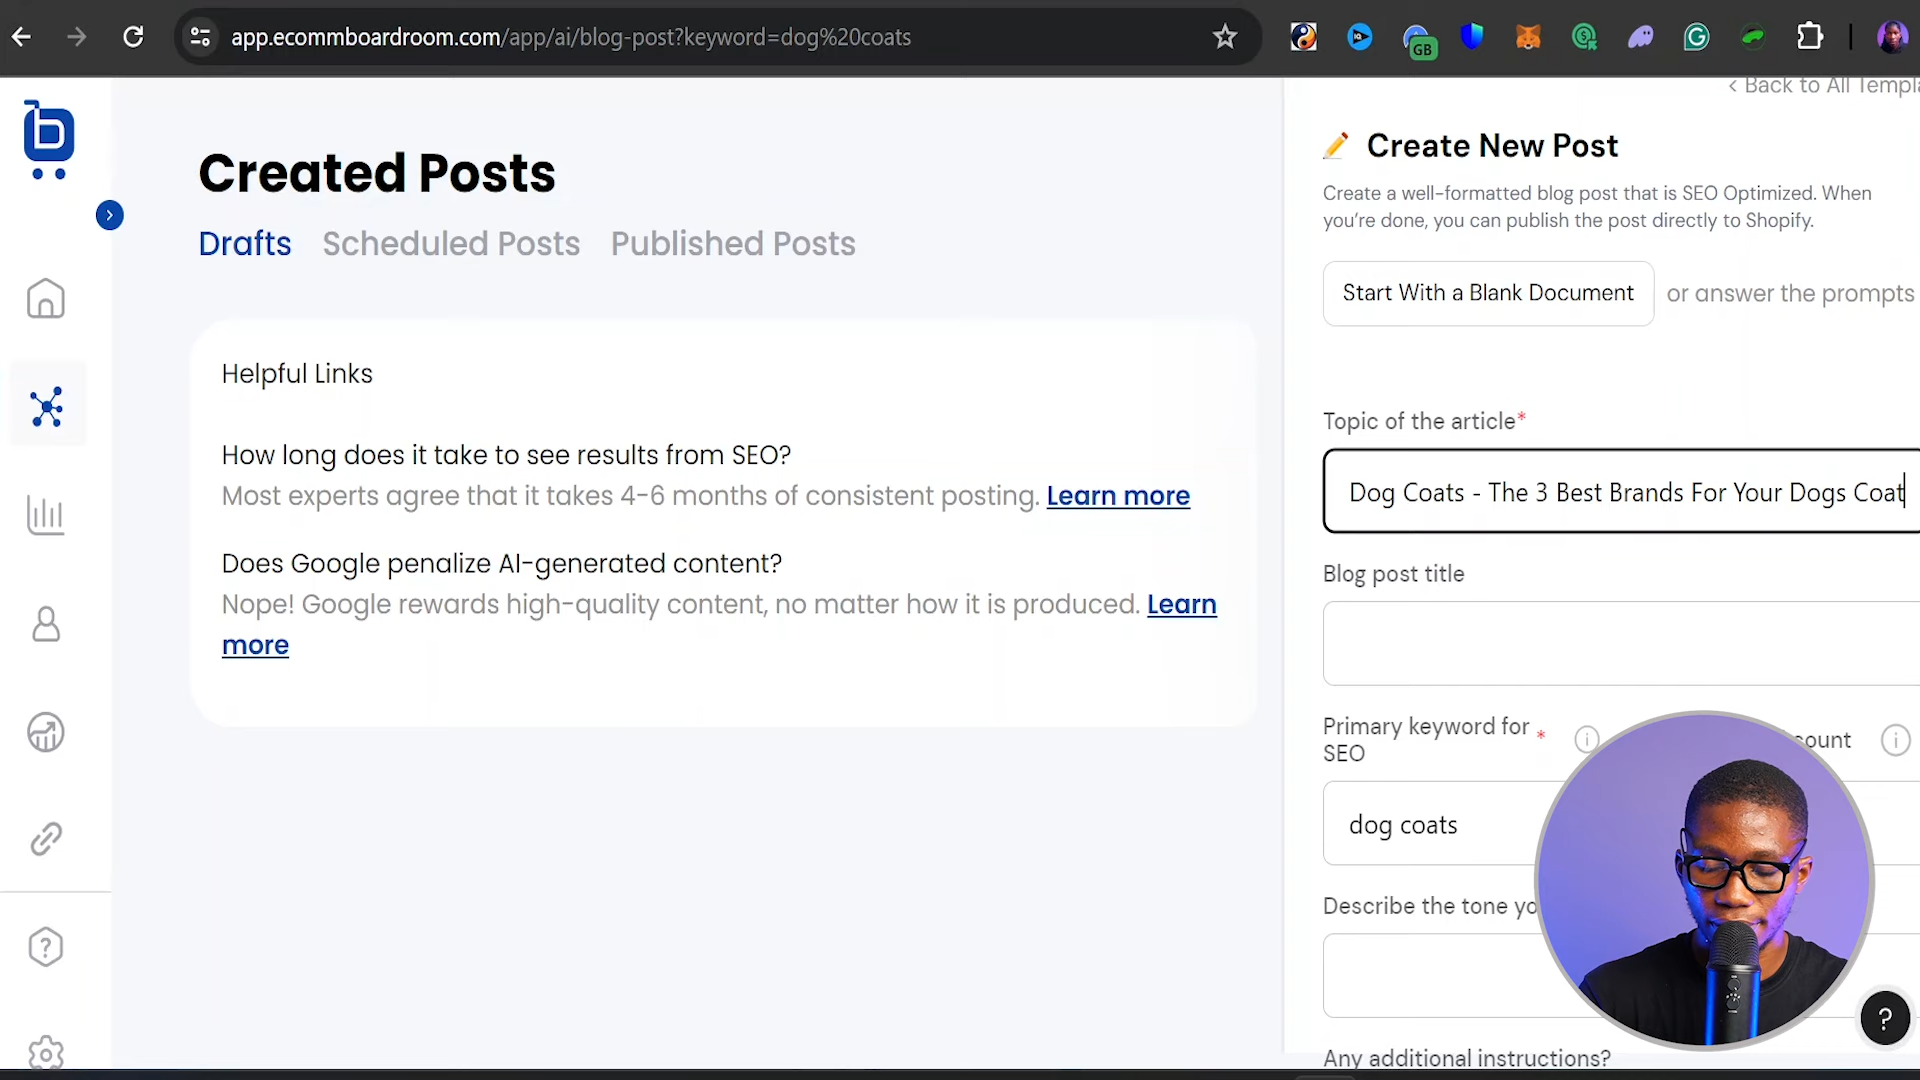 app.ecommboardroom.com/app/ai/blog-post?keyword=dog%20coats
GB
b
< Back to All
Created Posts
Create New Post
Create a well-formatted blog post that is SEO Optimized. When
you're done, you can publish the post directly to Shopify.
Drafts Scheduled Posts Published Posts
Start With a Blank Document or answer the prompts
Helpful Links
How long does it take to see results from SEO?
Most experts agree that it takes 4-6 months of consistent posting. Learn more
Does Google penalize AI-generated content?
Nope! Google rewards high-quality content, no matter how it is produced. Learn
more
Topic of the article*
Dog Coats - The 3 Best Brands For Your Dogs Coat
Blog post title
Primary keyword for
SEO *
dog coats
Describe the tone
Any additional instructions?
?